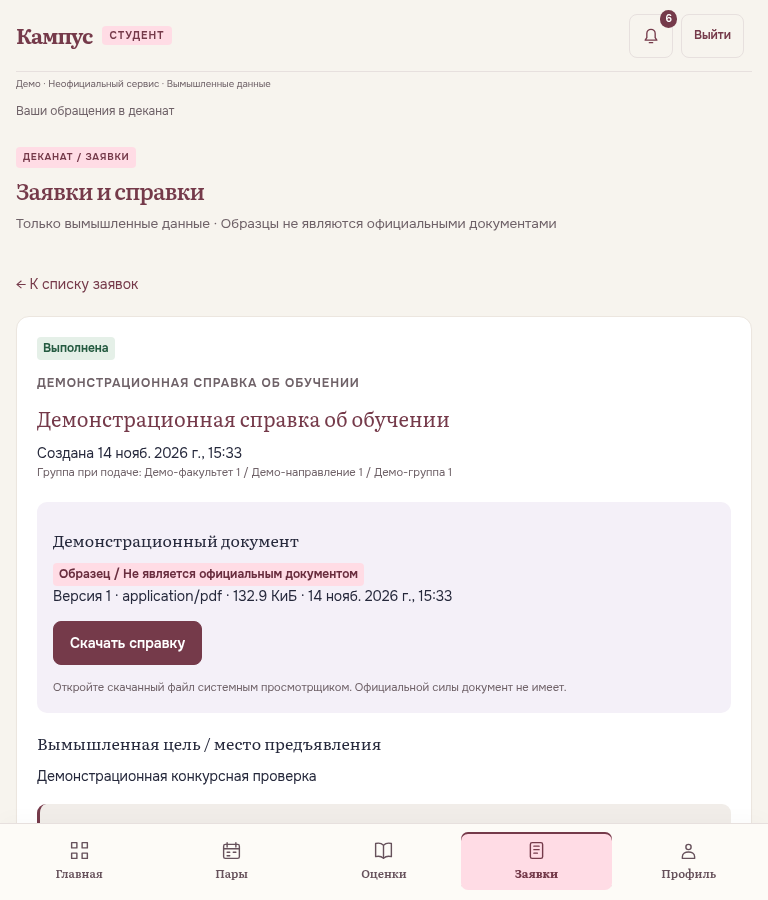 Кампус СТУДЕНТ 6 Выйти
Демо · Неофициальный сервис · Вымышленные данные
Ваши обращения в деканат
ДЕКАНАТ / ЗАЯВКИ
Заявки и справки
Только вымышленные данные · Образцы не являются официальными документами
← К списку заявок
Выполнена
ДЕМОНСТРАЦИОННАЯ СПРАВКА ОБ ОБУЧЕНИИ
Демонстрационная справка об обучении
Создана 14 нояб. 2026 г., 15:33
Группа при подаче: Демо-факультет 1 / Демо-направление 1 / Демо-группа 1
Демонстрационный документ
Образец / Не является официальным документом
Версия 1 · application/pdf · 132.9 КиБ · 14 нояб. 2026 г., 15:33
Скачать справку
Откройте скачанный файл системным просмотрщиком. Официальной силы документ не имеет.
Вымышленная цель / место предъявления
Демонстрационная конкурсная проверка
Главная Пары Оценки Заявки Профиль